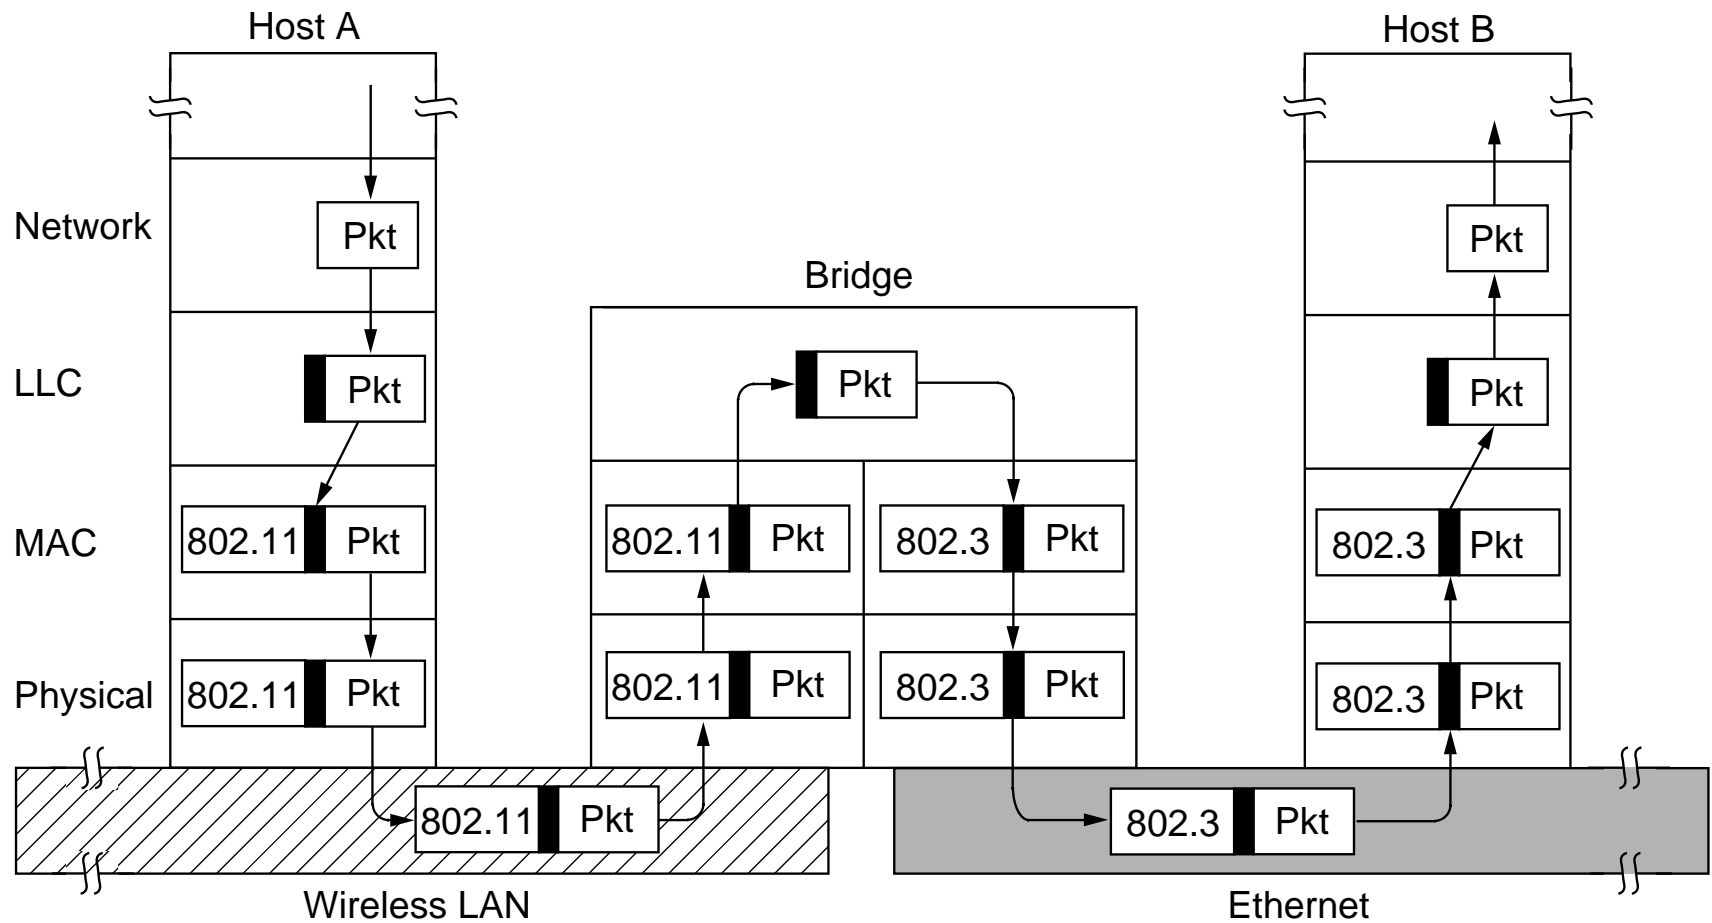 Host A
Host B
Network
Pkt
Pkt
Bridge
LLC
Pkt
Pkt
Pkt
MAC
802.11 Pkt
802.11 Pkt
802.3 Pkt
802.3 Pkt
Physical
802.11 Pkt
802.11 Pkt
802.3 Pkt
802.3 Pkt
802.11 Pkt
802.3 Pkt
Wireless LAN
Ethernet